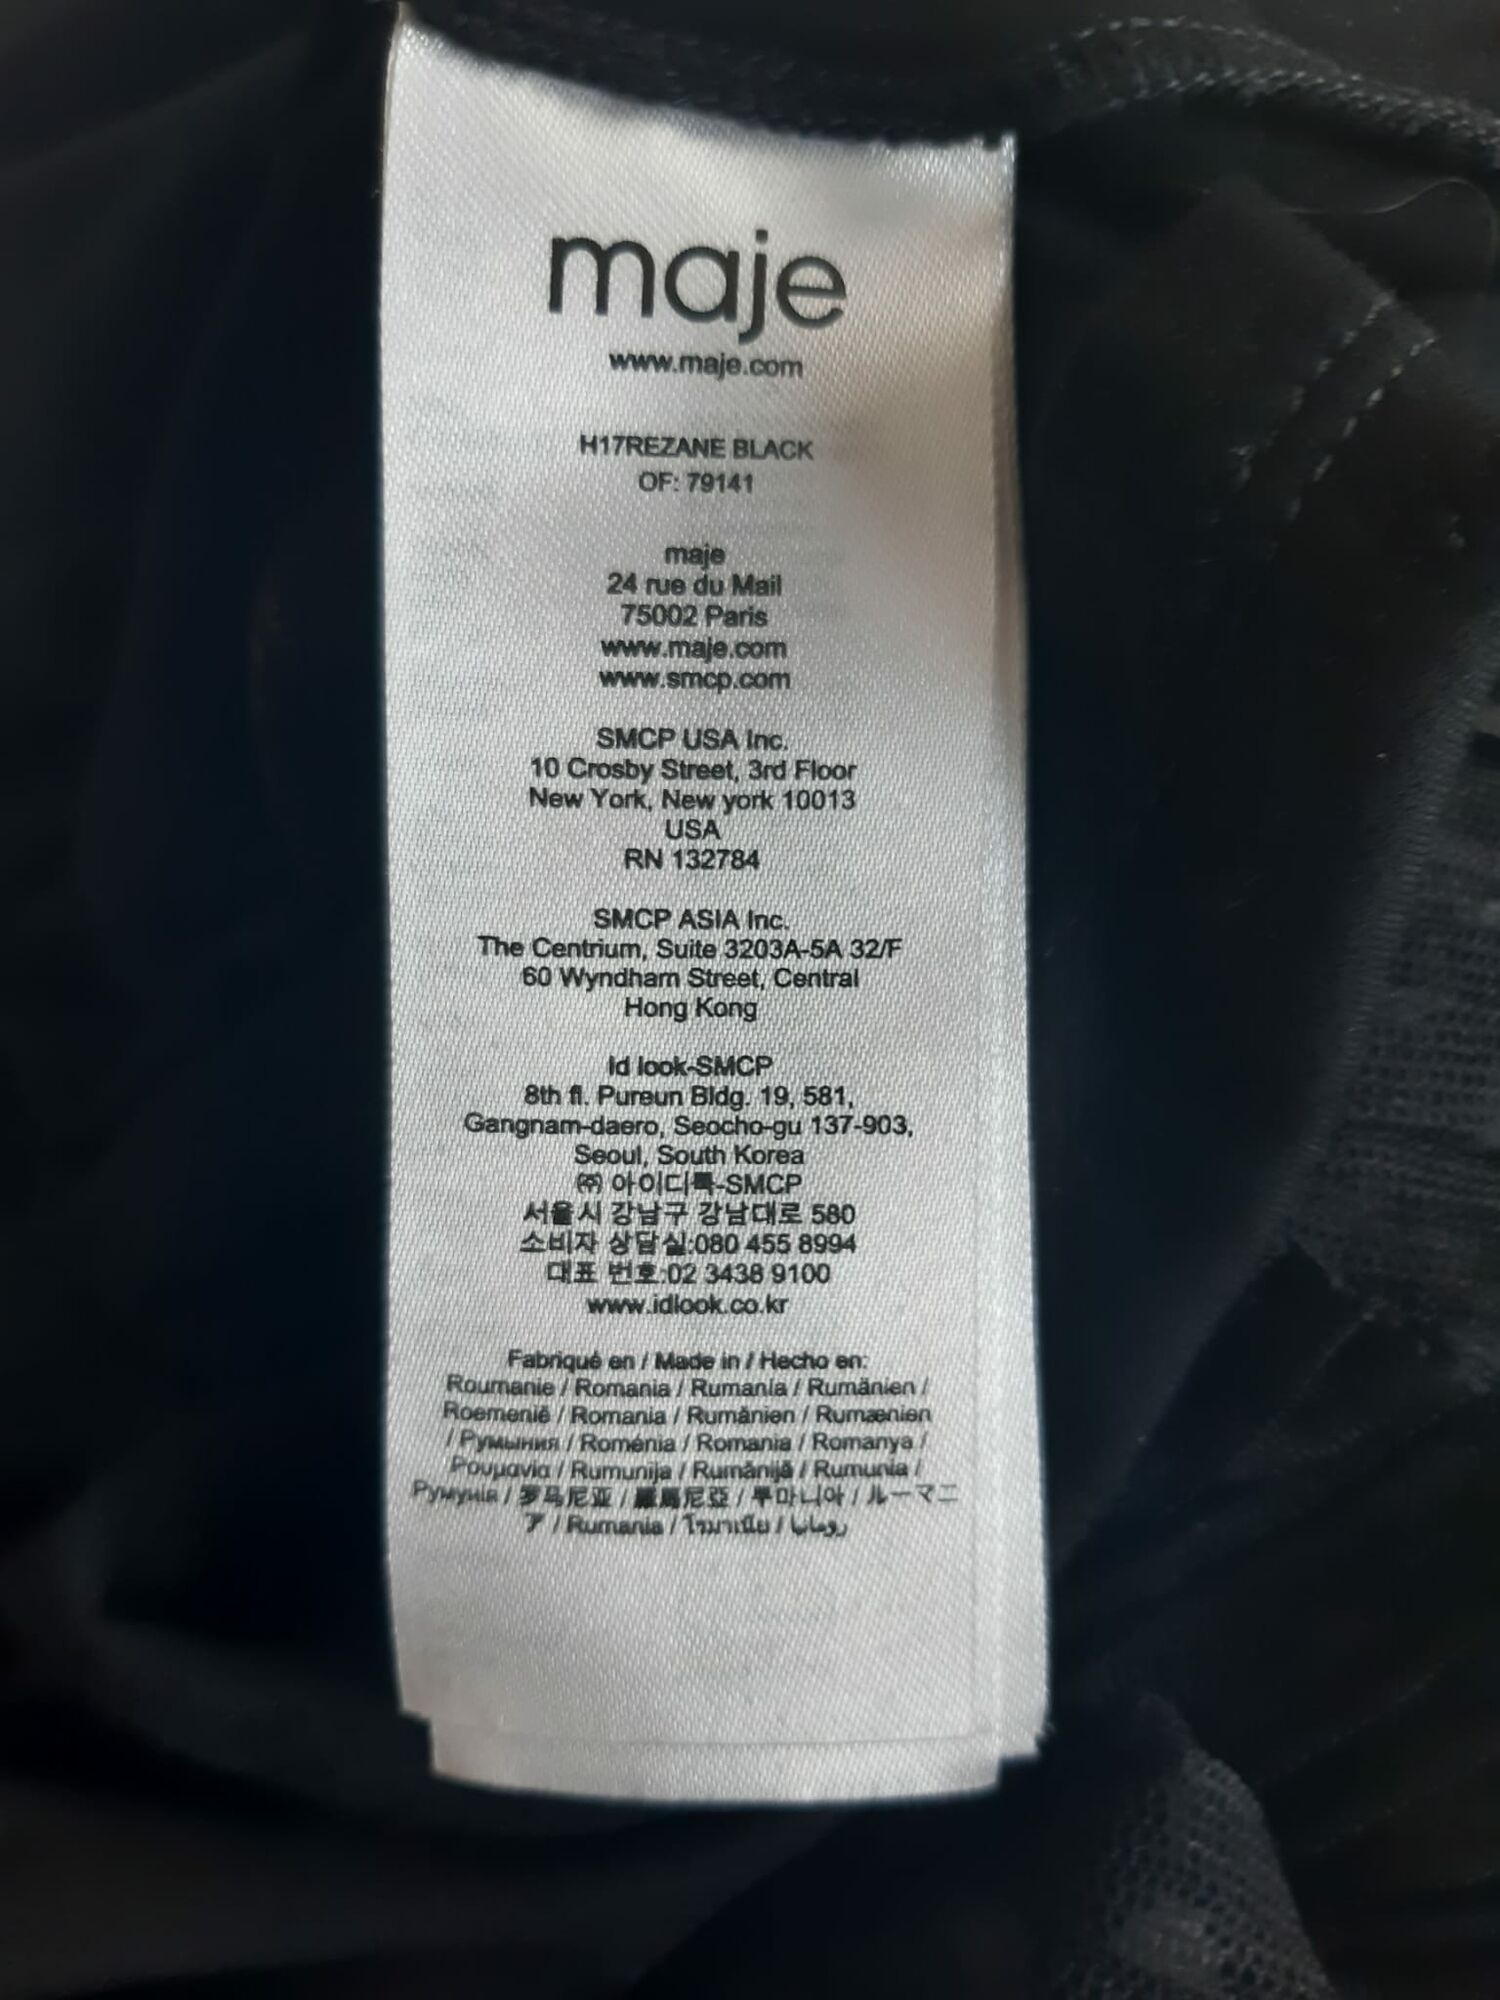 maje
www.maje.com
H17REZANE BLACK
OF: 79141
maje
24 rue du Mail
75002 Paris
www.maje.com
www.smcp.com
SMCP USA Inc.
10 Crosby Street, 3rd Floor
New York, New york 10013
USA
RN 132784
SMCP ASIA Inc.
The Centrium, Suite 3203A-5A 32/F
60 Wyndham Street, Central
Hong Kong
Id look-SMCP
8th fl. Pureun Bldg. 19, 581,
Gangnam-daero, Seocho-gu 137-903,
Seoul, South Korea
㈜ 아이디룩-SMCP
서울시 강남구 강남대로 580
소비자 상담실:080 455 8994
대표 번호:02 3438 9100
www.idlook.co.kr
Fabriqué en / Made in / Hecho en:
Roumanie / Romania / Rumanía / Rumänien /
Roemenië / Romania / Rumänien / Rumænien
/ Румыния / Roménia / Romania / Romanya /
Ρουμανία / Rumunija / Rumānijā / Rumunia /
Румунія / 罗马尼亚 / 羅馬尼亞 / 루마니아 / ルーマニ
ア / Rumania / โรมาเนีย / رومانيا